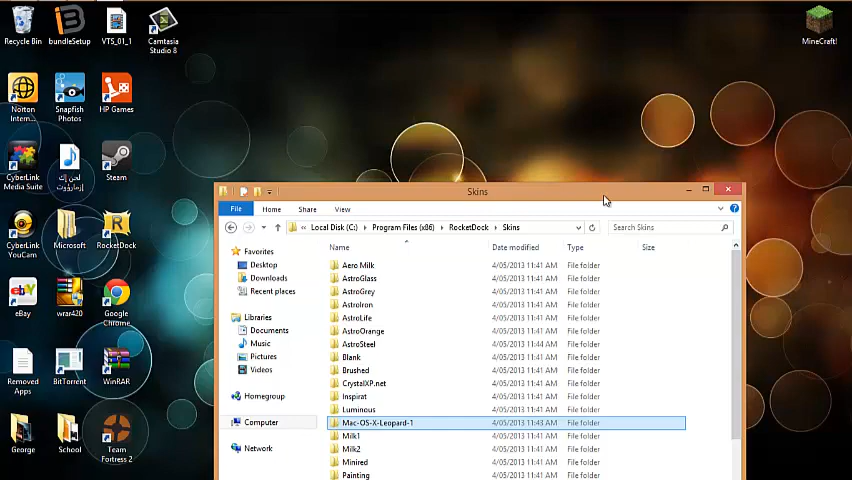 Recycle Bin
bundleSetup
VTS_01_1
Camtasia Studio 8
MineCraft!
Norton Intern...
Snapfish Photos
HP Games
CyberLink Media Suite
Steam
CyberLink YouCam
Microsoft
RocketDock
eBay
wrar420
Google Chrome
Removed Apps
BitTorrent
WinRAR
George
School
Team Fortress 2
Skins
File Home Share View
« Local Disk (C:) Program Files (x86) RocketDock Skins
Search Skins
Favorites
Desktop
Downloads
Recent places
Libraries
Documents
Music
Pictures
Videos
Homegroup
Computer
Network
Name Date modified Type Size
Aero Milk 4/05/2013 11:41 AM File folder
AstroGlass 4/05/2013 11:41 AM File folder
AstroGrey 4/05/2013 11:41 AM File folder
AstroIron 4/05/2013 11:41 AM File folder
AstroLife 4/05/2013 11:41 AM File folder
AstroOrange 4/05/2013 11:41 AM File folder
AstroSteel 4/05/2013 11:44 AM File folder
Blank 4/05/2013 11:41 AM File folder
Brushed 4/05/2013 11:41 AM File folder
CrystalXP.net 4/05/2013 11:41 AM File folder
Inspirat 4/05/2013 11:41 AM File folder
Luminous 4/05/2013 11:41 AM File folder
Mac-OS-X-Leopard-1 4/05/2013 11:43 AM File folder
Milk1 4/05/2013 11:41 AM File folder
Milk2 4/05/2013 11:41 AM File folder
Minired 4/05/2013 11:41 AM File folder
Painting 4/05/2013 11:41 AM File folder